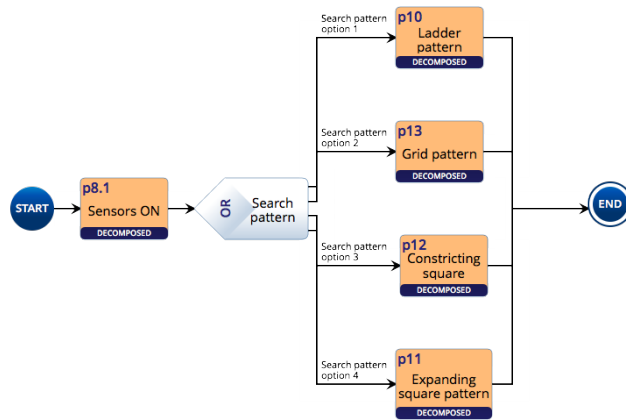 Search pattern
option 1
p10
Ladder
pattern
DECOMPOSED
Search pattern
option 2
p13
Grid pattern
DECOMPOSED
START
p8.1
Sensors ON
DECOMPOSED
OR
Search
pattern
END
Search pattern
option 3
p12
Constricting
square
DECOMPOSED
Search pattern
option 4
p11
Expanding
square pattern
DECOMPOSED